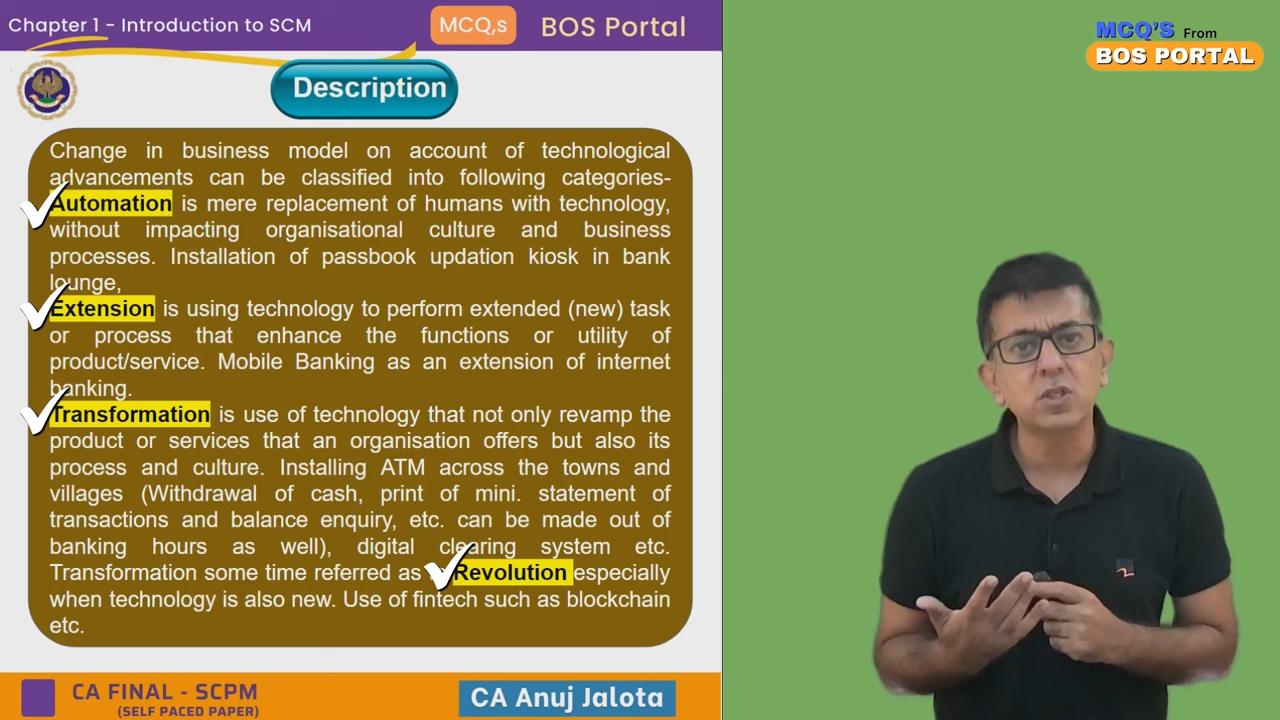 Chapter 1 - Introduction to SCM
MCQ,s
BOS Portal
MCQ'S From
BOS PORTAL
Description
Change in business model on account of technological
advancements can be classified into following categories-
Automation is mere replacement of humans with technology,
without impacting organisational culture and business
processes. Installation of passbook updation kiosk in bank
lounge,
Extension is using technology to perform extended (new) task
or process that enhance the functions or utility of
product/service. Mobile Banking as an extension of internet
banking.
Transformation is use of technology that not only revamp the
product or services that an organisation offers but also its
process and culture. Installing ATM across the towns and
villages (Withdrawal of cash, print of mini. statement of
transactions and balance enquiry, etc. can be made out of
banking hours as well), digital clearing system etc.
Transformation some time referred as Revolution especially
when technology is also new. Use of fintech such as blockchain
etc.
CA FINAL - SCPM
(SELF PACED PAPER)
CA Anuj Jalota